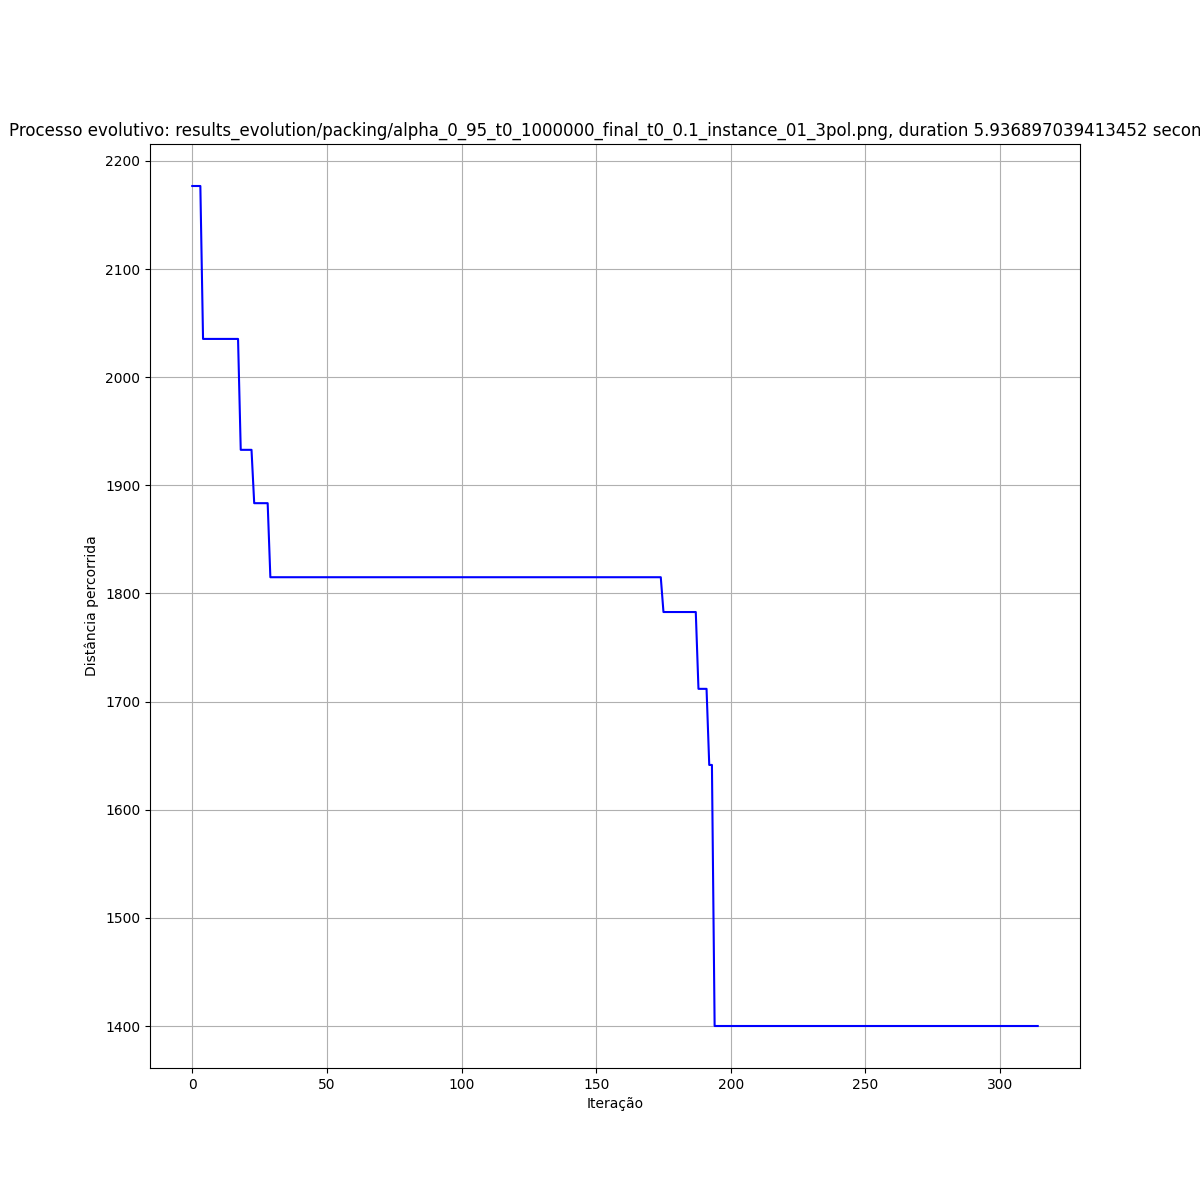 Processo evolutivo: results_evolution/packing/alpha_0_95_t0_1000000_final_t0_0.1_instance_01_3pol.png, duration 5.936897039413452 secon
2200
2100
2000
1900
1800
1700
1600
1500
1400
Distância percorrida
0 50 100 150 200 250 300
Iteração